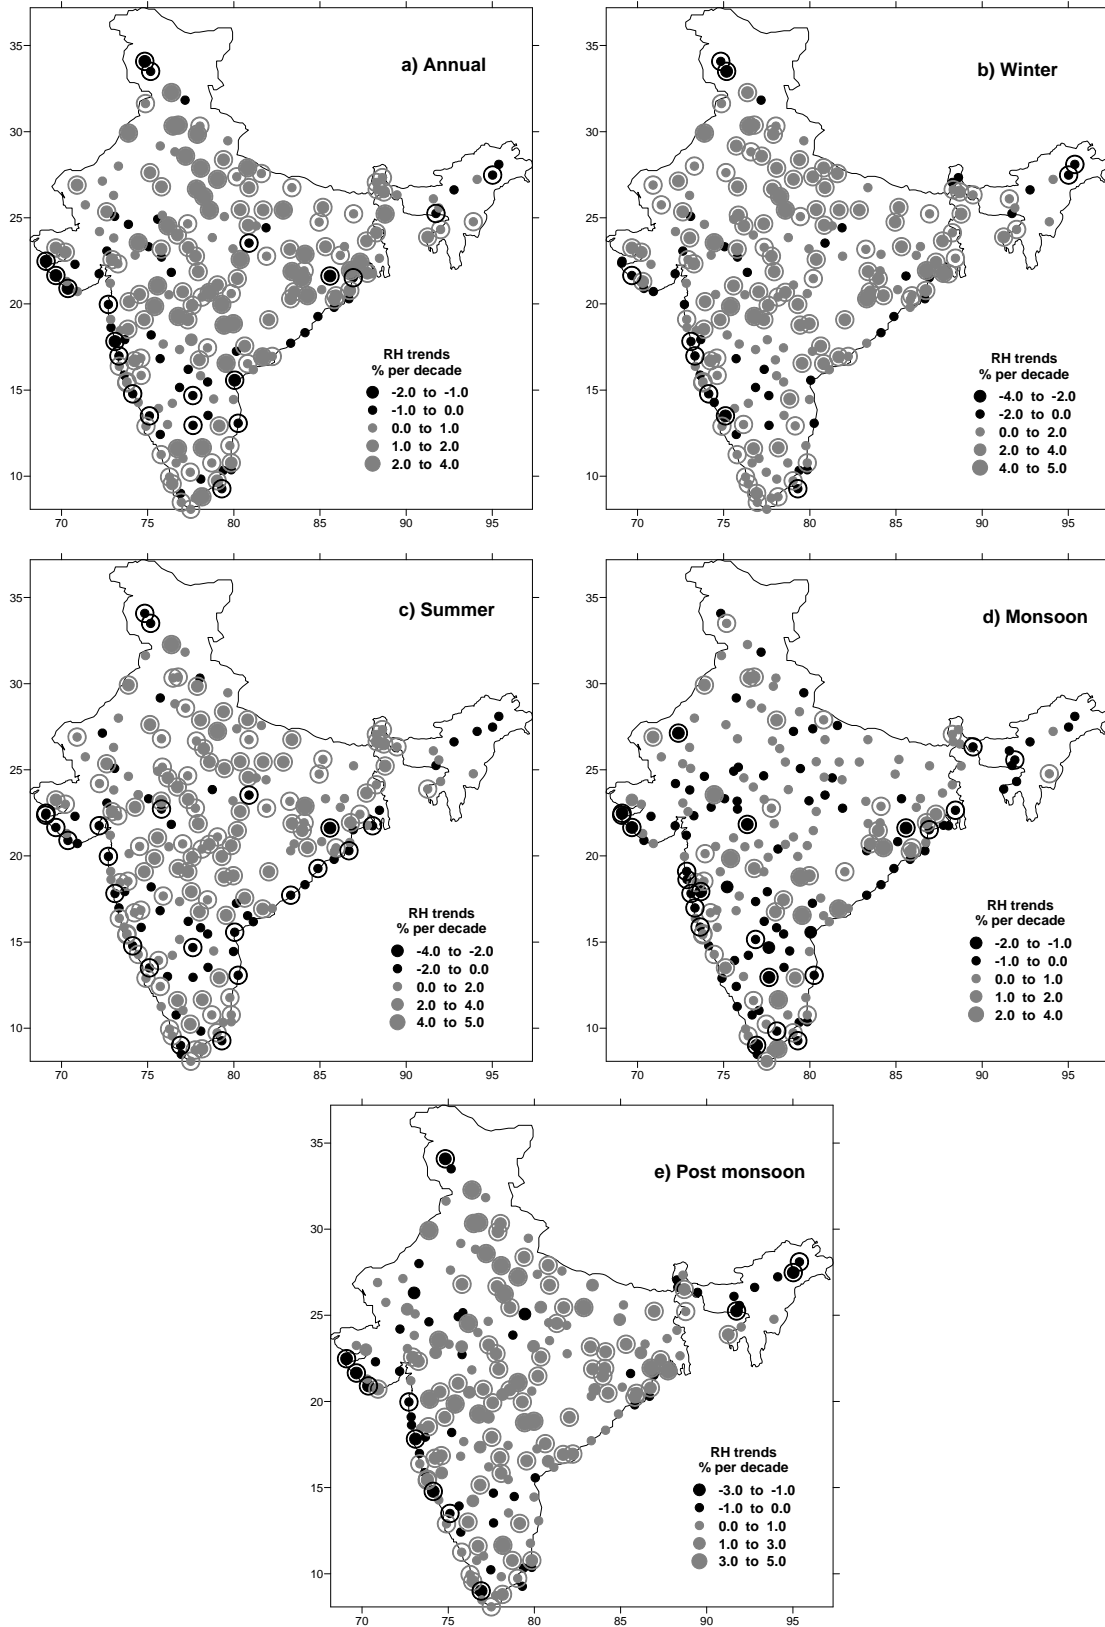 35
30
25
20
15
10
70 75 80 85 90 95
a) Annual
RH trends
% per decade
-2.0 to -1.0
-1.0 to 0.0
0.0 to 1.0
1.0 to 2.0
2.0 to 4.0
35
30
25
20
15
10
70 75 80 85 90 95
b) Winter
RH trends
% per decade
-4.0 to -2.0
-2.0 to 0.0
0.0 to 2.0
2.0 to 4.0
4.0 to 5.0
35
30
25
20
15
10
70 75 80 85 90 95
c) Summer
RH trends
% per decade
-4.0 to -2.0
-2.0 to 0.0
0.0 to 2.0
2.0 to 4.0
4.0 to 5.0
35
30
25
20
15
10
70 75 80 85 90 95
d) Monsoon
RH trends
% per decade
-2.0 to -1.0
-1.0 to 0.0
0.0 to 1.0
1.0 to 2.0
2.0 to 4.0
35
30
25
20
15
10
70 75 80 85 90 95
e) Post monsoon
RH trends
% per decade
-3.0 to -1.0
-1.0 to 0.0
0.0 to 1.0
1.0 to 3.0
3.0 to 5.0